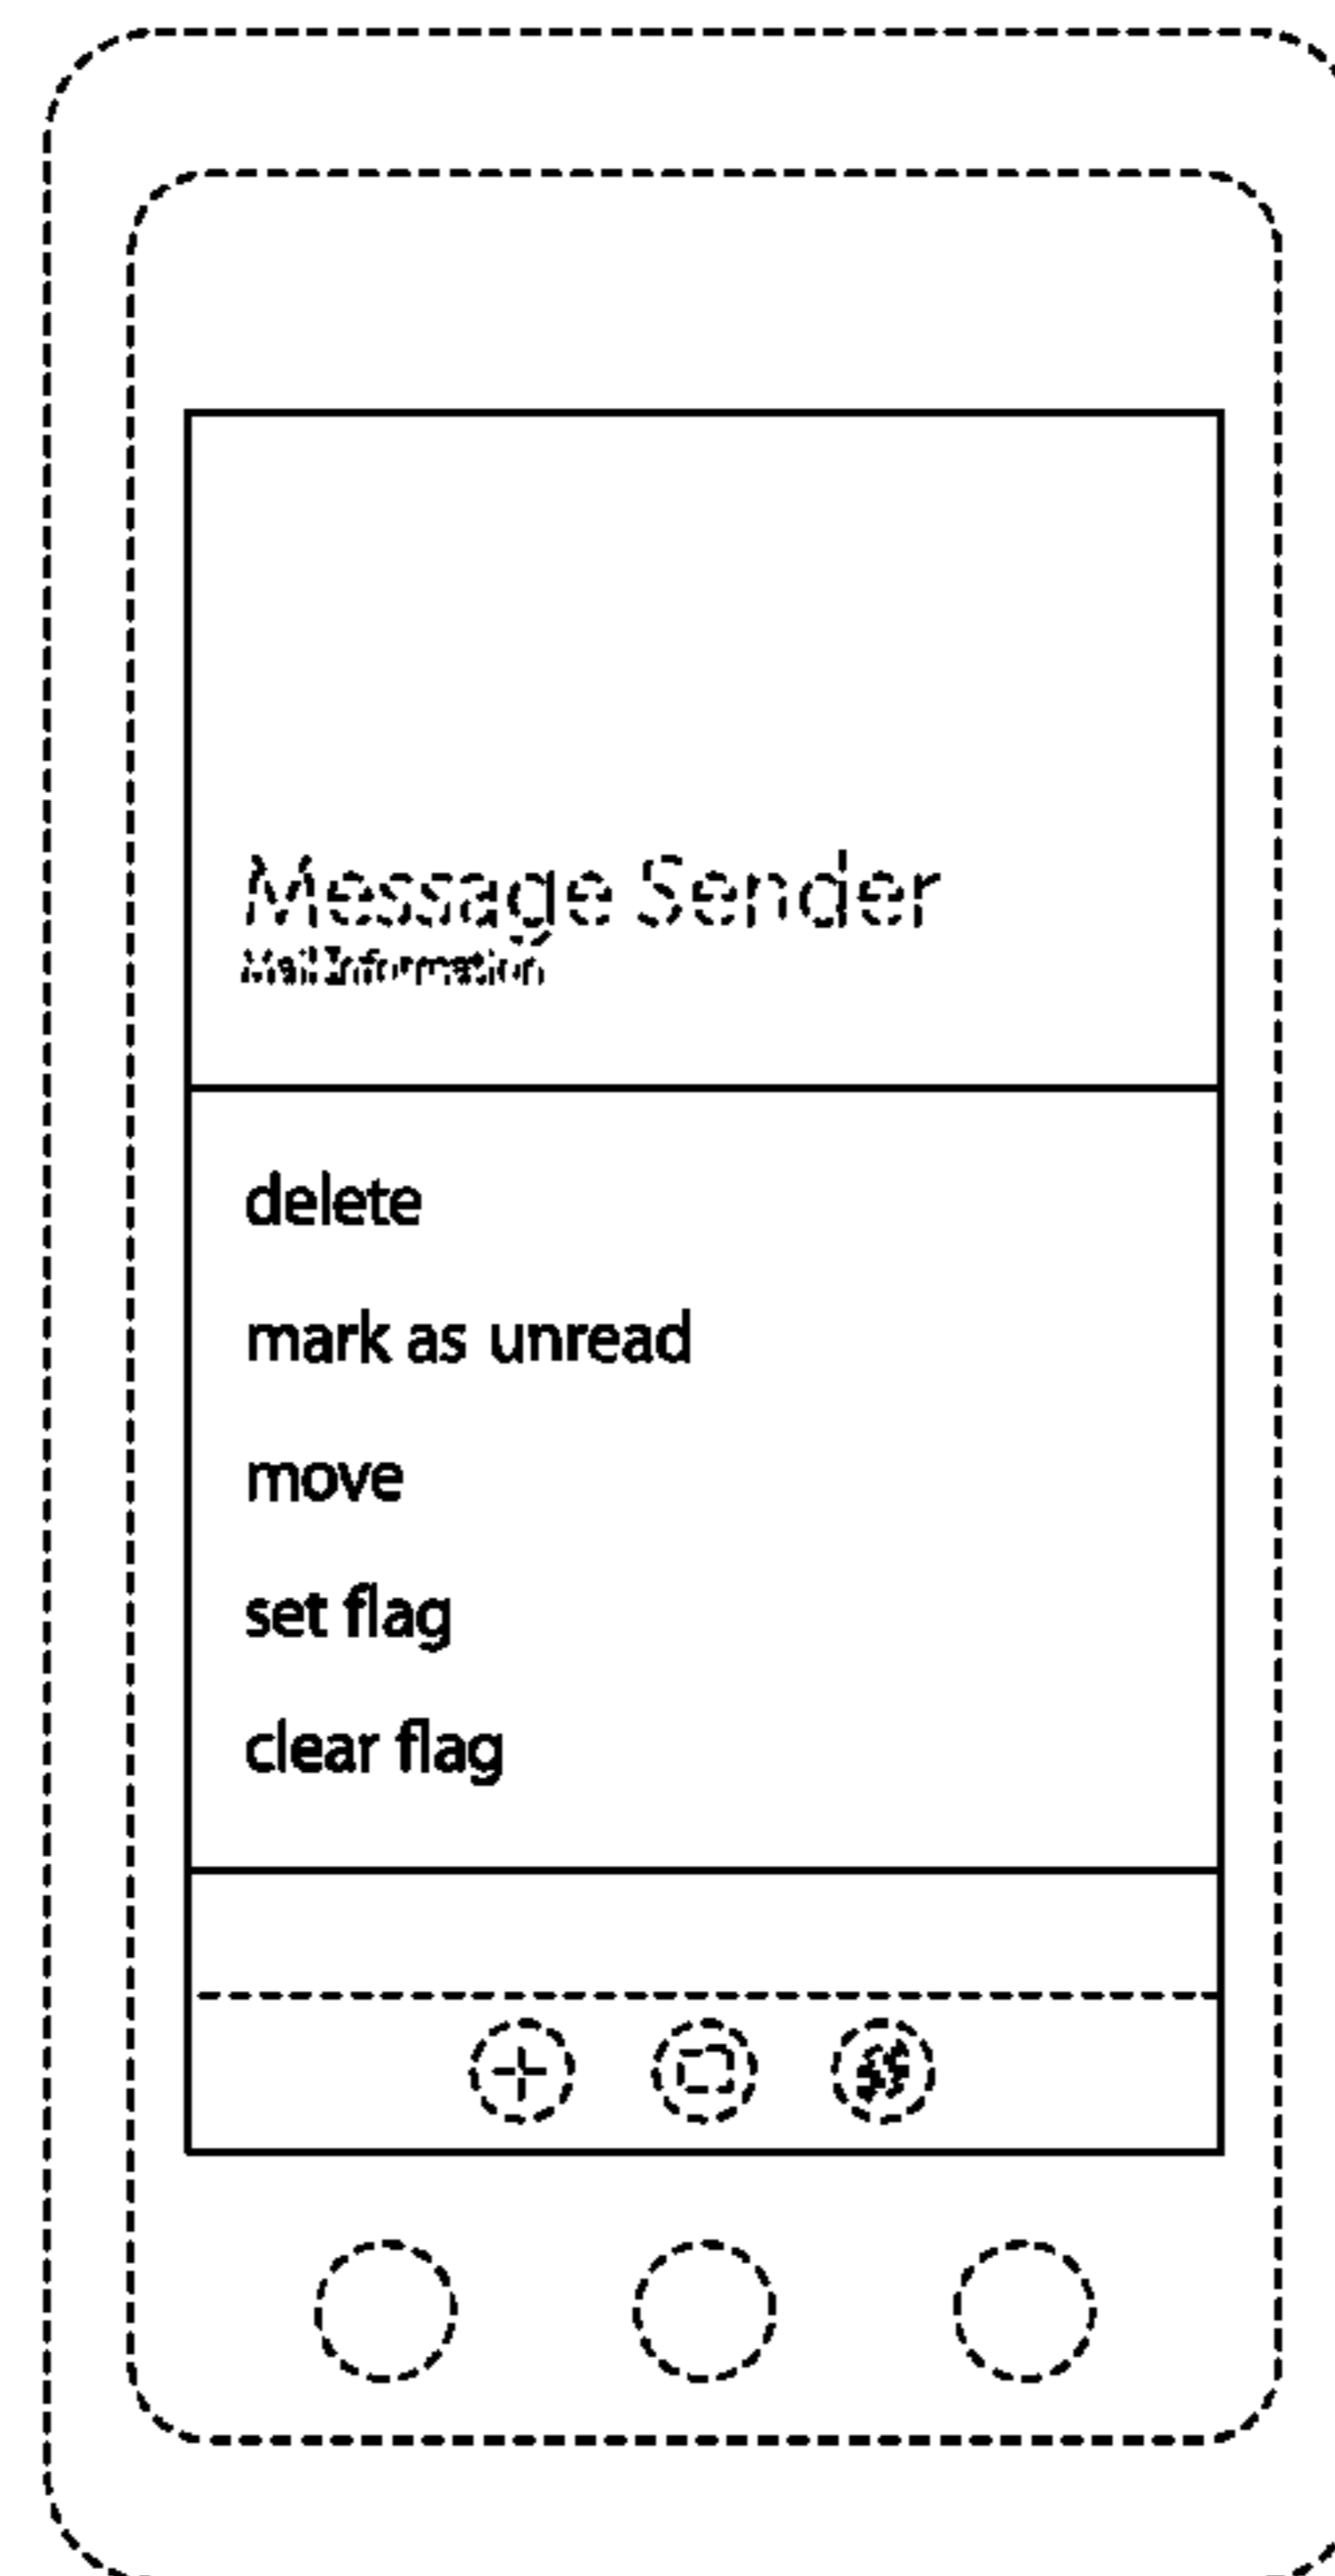 Message Sender
Mail Information
delete
mark as unread
move
set flag
clear flag